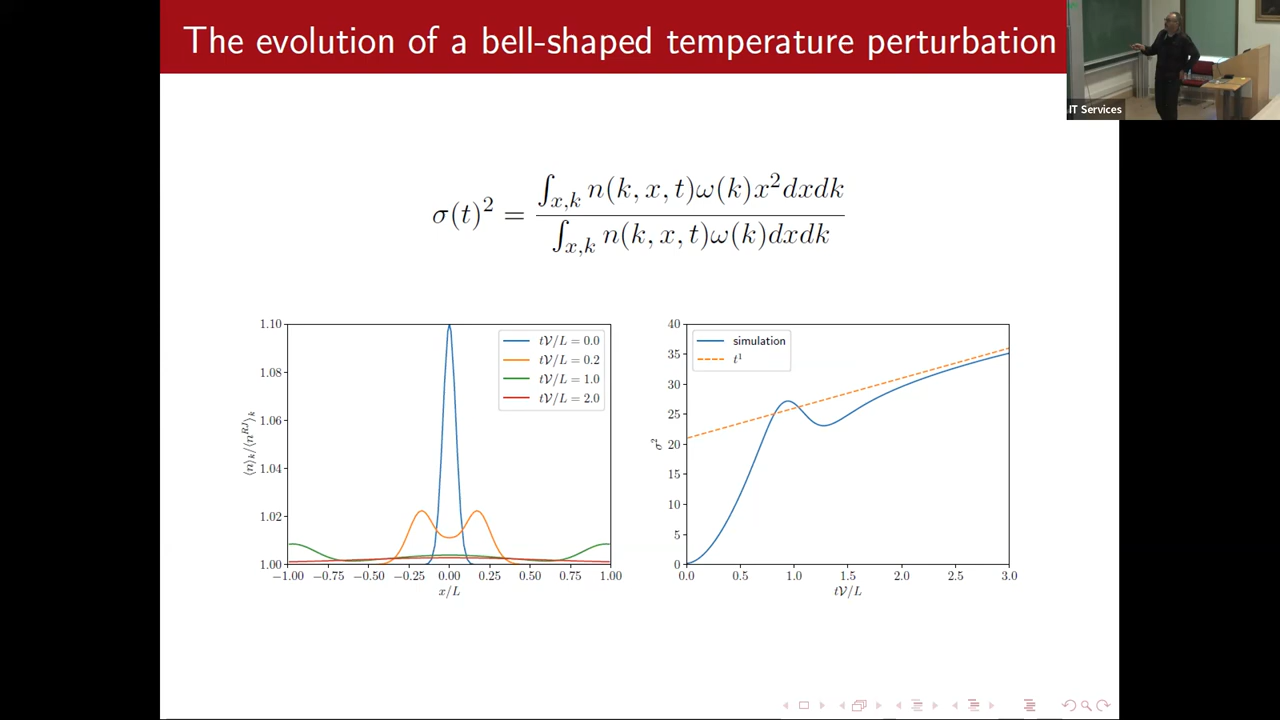 The evolution of a bell-shaped temperature perturbation
IT Services
σ(t)² = ∫x,k n(k, x, t)ω(k)x²dxdk / ∫x,k n(k, x, t)ω(k)dxdk
1.10
1.08
1.06
1.04
1.02
1.00
⟨n⟩k/⟨n^RJ⟩k
t𝒱/L = 0.0
t𝒱/L = 0.2
t𝒱/L = 1.0
t𝒱/L = 2.0
−1.00 −0.75 −0.50 −0.25 0.00 0.25 0.50 0.75 1.00
x/L
40
35
30
25
20
15
10
5
0
σ²
simulation
t¹
0.0 0.5 1.0 1.5 2.0 2.5 3.0
t𝒱/L